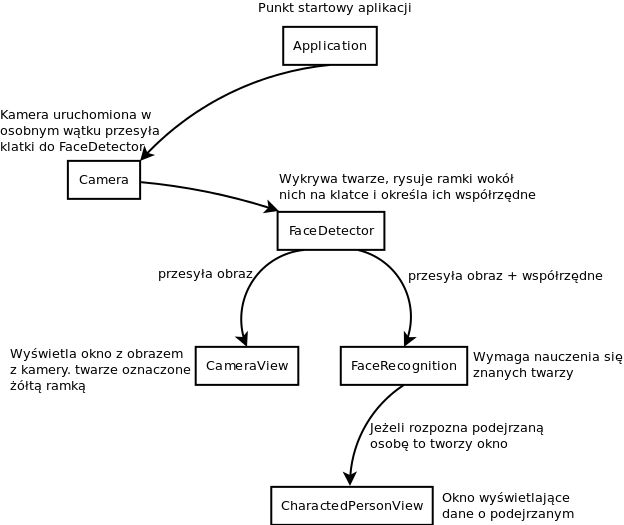 Punkt startowy aplikacji
Application
Kamera uruchomiona w
osobnym wątku przesyła
klatki do FaceDetector
Camera
Wykrywa twarze, rysuje ramki wokół
nich na klatce i określa ich współrzędne
FaceDetector
przesyła obraz
przesyła obraz + współrzędne
Wyświetla okno z obrazem
z kamery. twarze oznaczone
żółtą ramką
CameraView
FaceRecognition
Wymaga nauczenia się
znanych twarzy
Jeżeli rozpozna podejrzaną
osobę to tworzy okno
CharactedPersonView
Okno wyświetlające
dane o podejrzanym